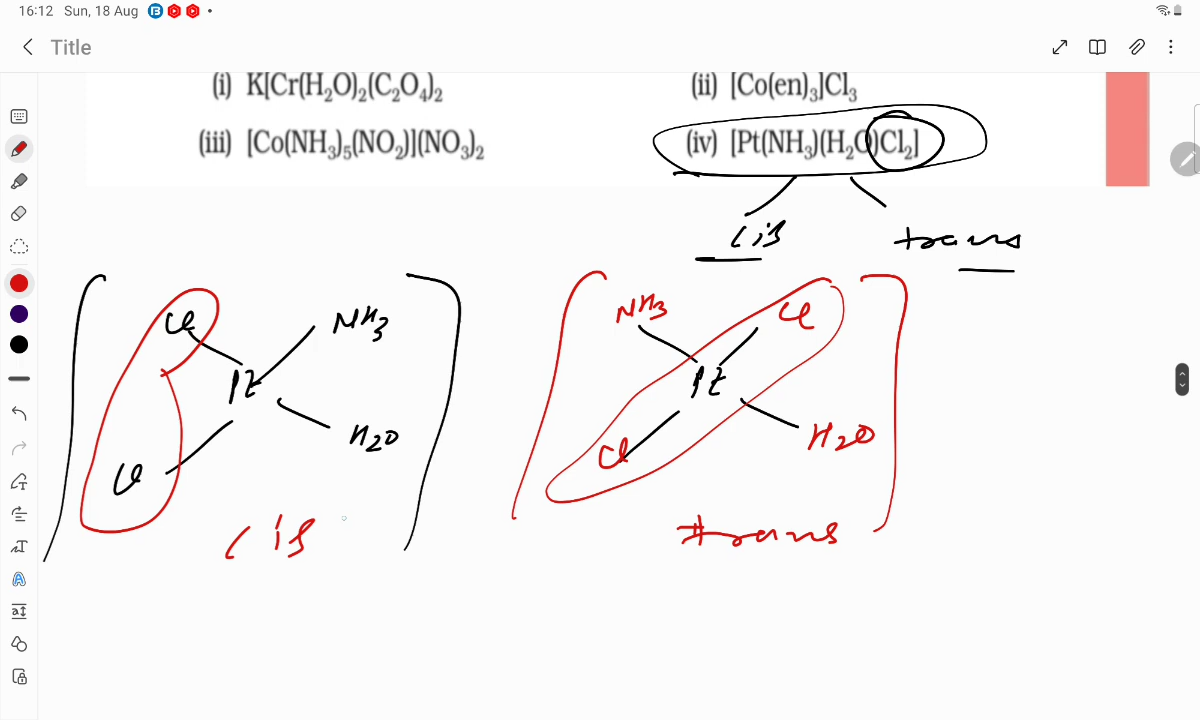 16:12 Sun, 18 Aug
Title
(i) K[Cr(H₂O)₂(C₂O₄)₂ (ii) [Co(en)₃]Cl₃
(iii) [Co(NH₃)₅(NO₂)](NO₃)₂ (iv) [Pt(NH₃)(H₂O)Cl₂]
cis trans
Cl NH₃ NH₃ Cl
Pt Pt
Cl H₂O Cl H₂O
cis trans